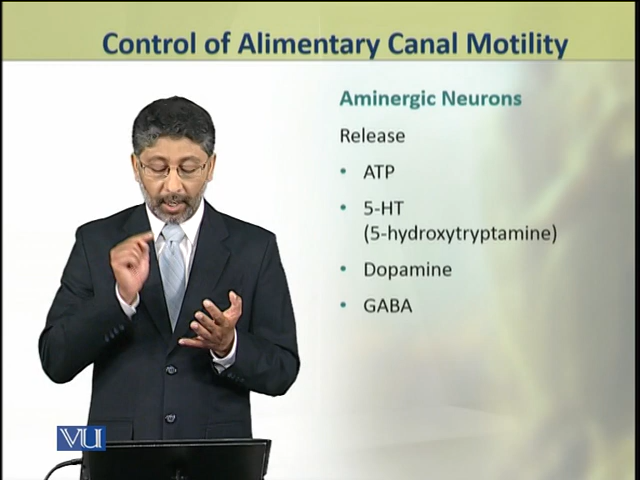 Control of Alimentary Canal Motility
Aminergic Neurons
Release
• ATP
• 5-HT
(5-hydroxytryptamine)
• Dopamine
• GABA
VU